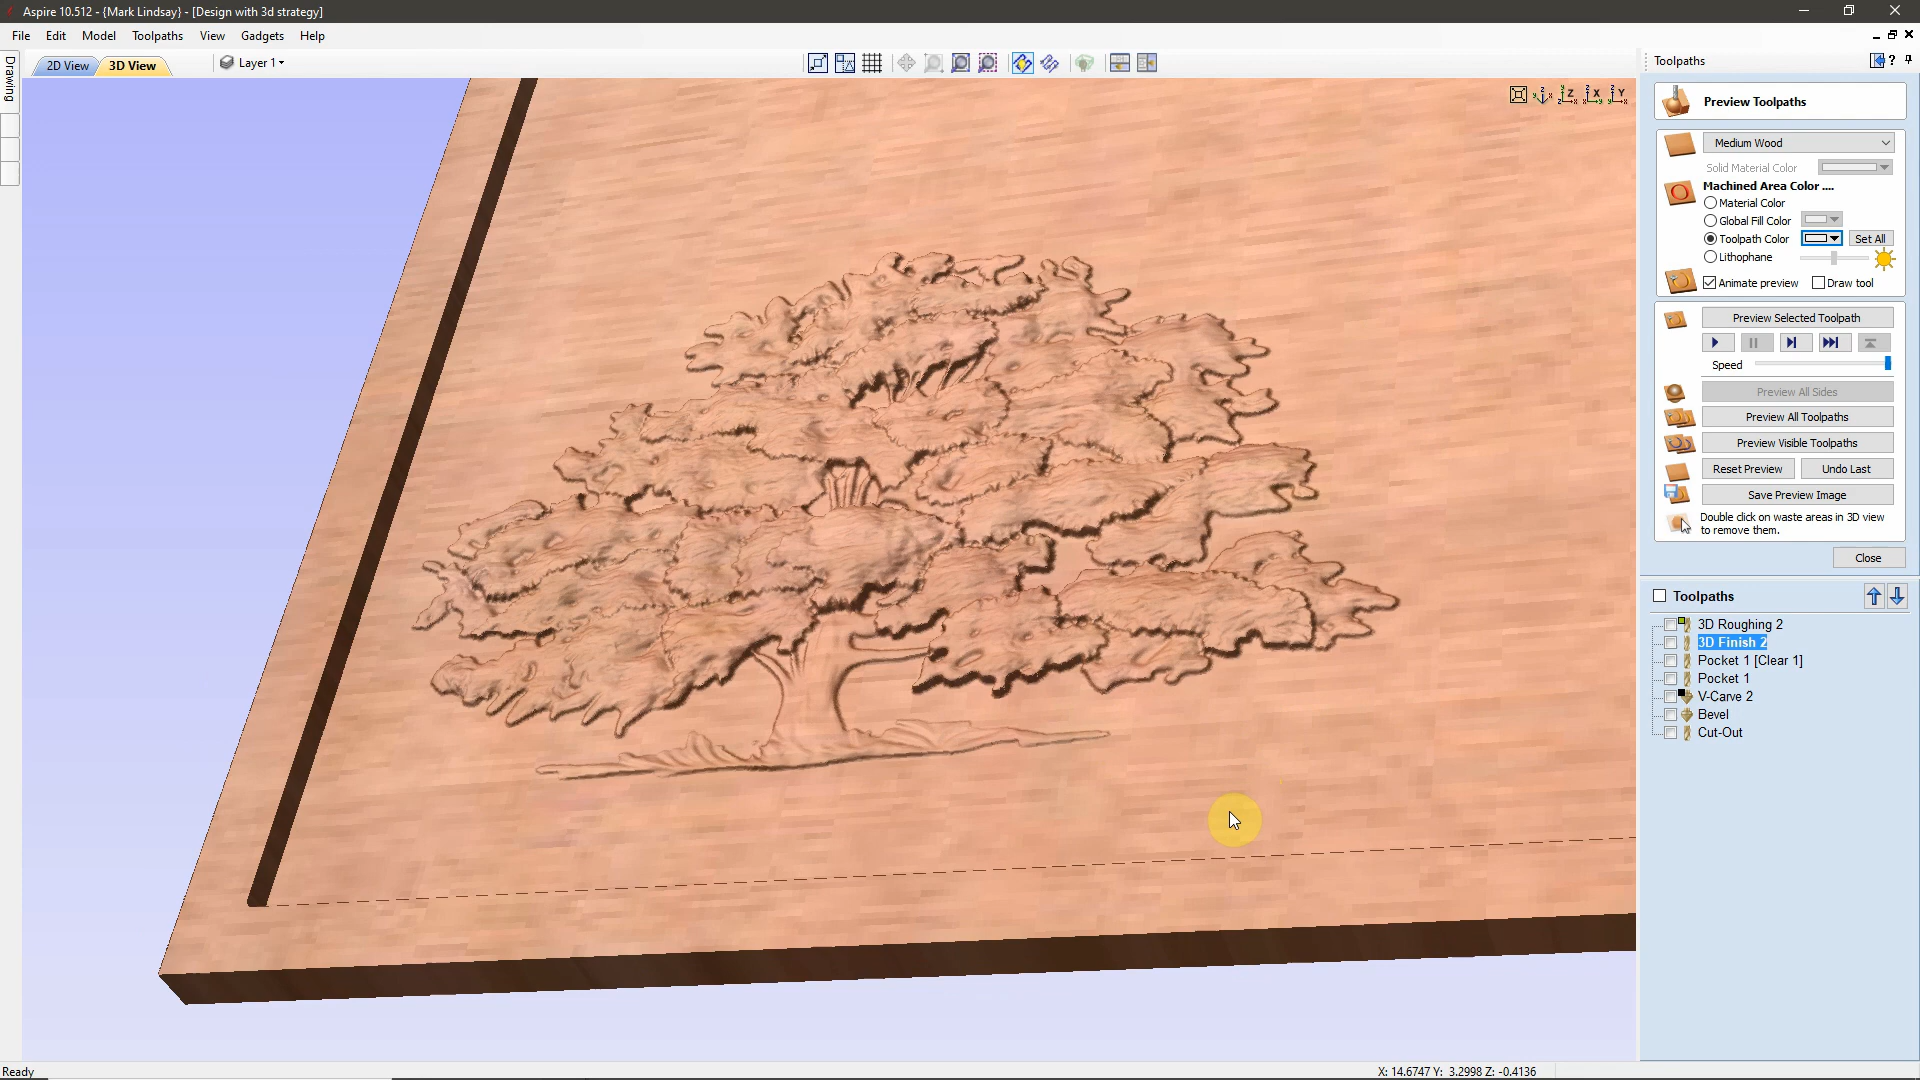 Aspire 10.512 - {Mark Lindsay} - [Design with 3d strategy]
File Edit Model Toolpaths View Gadgets Help
Drawing
2D View 3D View Layer 1
Toolpaths
Preview Toolpaths
Medium Wood
Solid Material Color
Machined Area Color ....
Material Color
Global Fill Color
Toolpath Color Set All
Lithophane
Animate preview Draw tool
Preview Selected Toolpath
Speed
Preview All Sides
Preview All Toolpaths
Preview Visible Toolpaths
Reset Preview Undo Last
Save Preview Image
Double click on waste areas in 3D view
to remove them.
Close
Toolpaths
3D Roughing 2
3D Finish 2
Pocket 1 [Clear 1]
Pocket 1
V-Carve 2
Bevel
Cut-Out
Ready
X: 14.6747 Y: 3.2998 Z: -0.4136